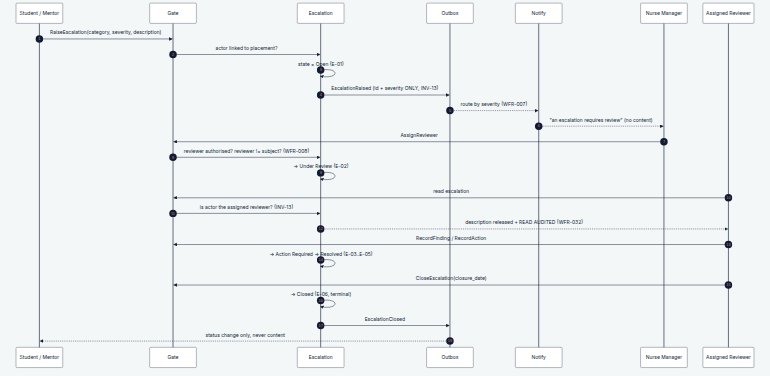 Student / Mentor
Gate
Escalation
Outbox
Notify
Nurse Manager
Assigned Reviewer
RaiseEscalation(category, severity, description)
actor linked to placement?
state = Open (E-01)
EscalationRaised (id + severity ONLY, INV-13)
route by severity (WFR-007)
"an escalation requires review" (no content)
AssignReviewer
reviewer authorised? reviewer != subject? (WFR-008)
→ Under Review (E-02)
read escalation
is actor the assigned reviewer? (INV-13)
description released + READ AUDITED (WFR-032)
RecordFinding / RecordAction
→ Action Required → Resolved (E-03..E-05)
CloseEscalation(closure_date)
→ Closed (E-06, terminal)
EscalationClosed
status change only, never content
Student / Mentor
Gate
Escalation
Outbox
Notify
Nurse Manager
Assigned Reviewer